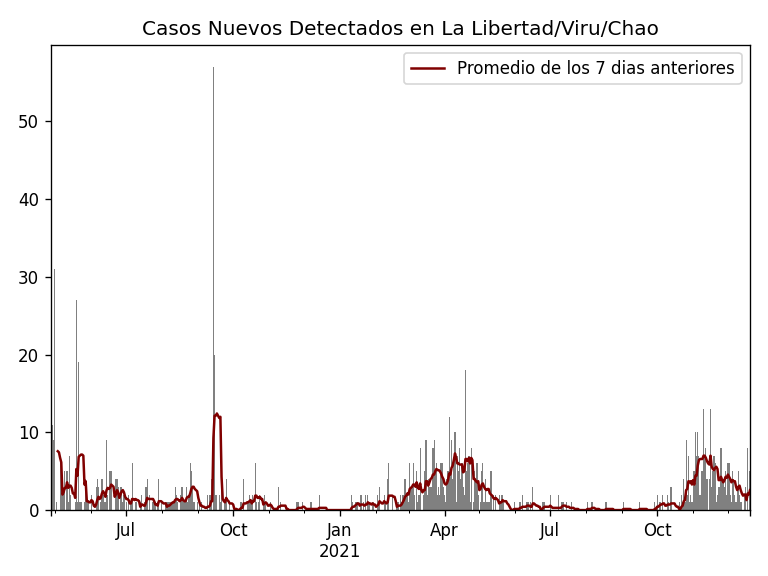 Casos Nuevos Detectados en La Libertad/Viru/Chao
Promedio de los 7 dias anteriores
50
40
30
20
10
0
Jul
Oct
Jan
2021
Apr
Jul
Oct